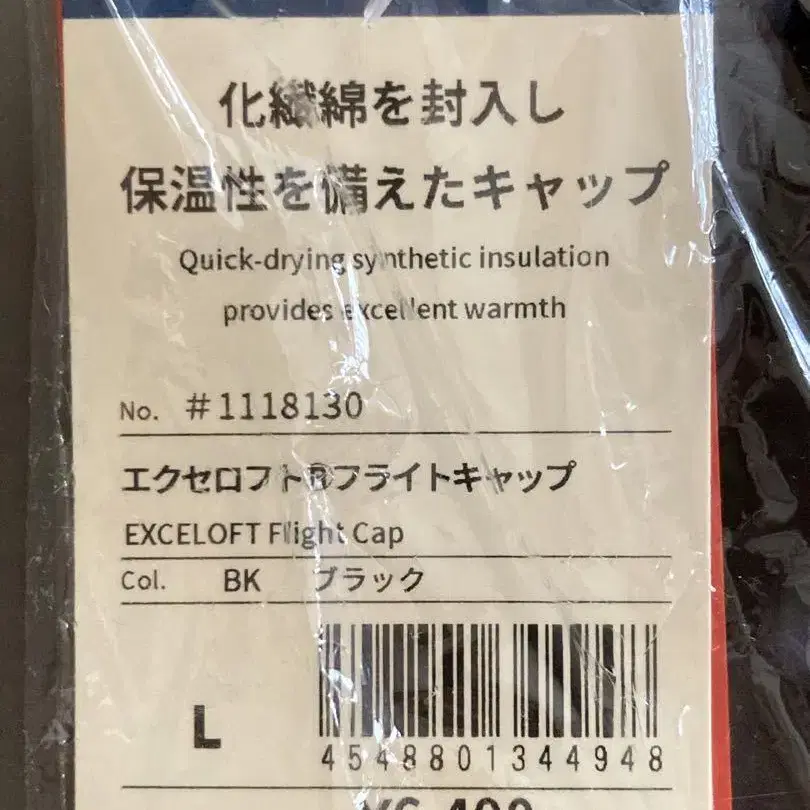 化繊綿を封入し
保温性を備えたキャップ
Quick-drying synthetic insulation
provides excellent warmth
No. #1118130
エクセロフト®フライトキャップ
EXCELOFT Flight Cap
Col. BK ブラック
L
4548801344948